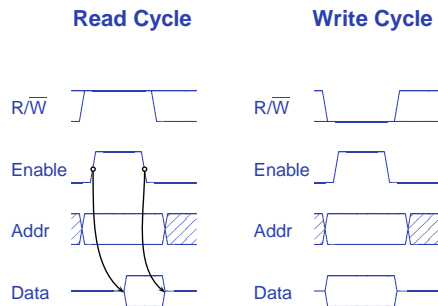 Read Cycle
R/W̅
Enable
Addr
Data
Write Cycle
R/W̅
Enable
Addr
Data